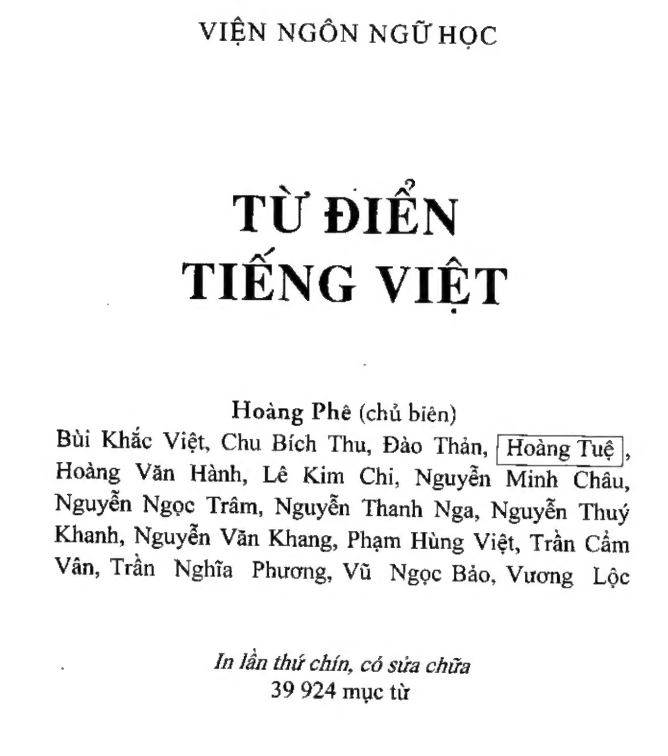 VIỆN NGÔN NGỮ HỌC
TỪ ĐIỂN
TIẾNG VIỆT
Hoàng Phê (chủ biên)
Bùi Khắc Việt, Chu Bích Thu, Đào Thản, Hoàng Tuệ,
Hoàng Văn Hành, Lê Kim Chi, Nguyễn Minh Châu,
Nguyễn Ngọc Trâm, Nguyễn Thanh Nga, Nguyễn Thuý
Khanh, Nguyễn Văn Khang, Phạm Hùng Việt, Trần Cẩm
Vân, Trần Nghĩa Phương, Vũ Ngọc Bảo, Vương Lộc
In lần thứ chín, có sửa chữa
39 924 mục từ